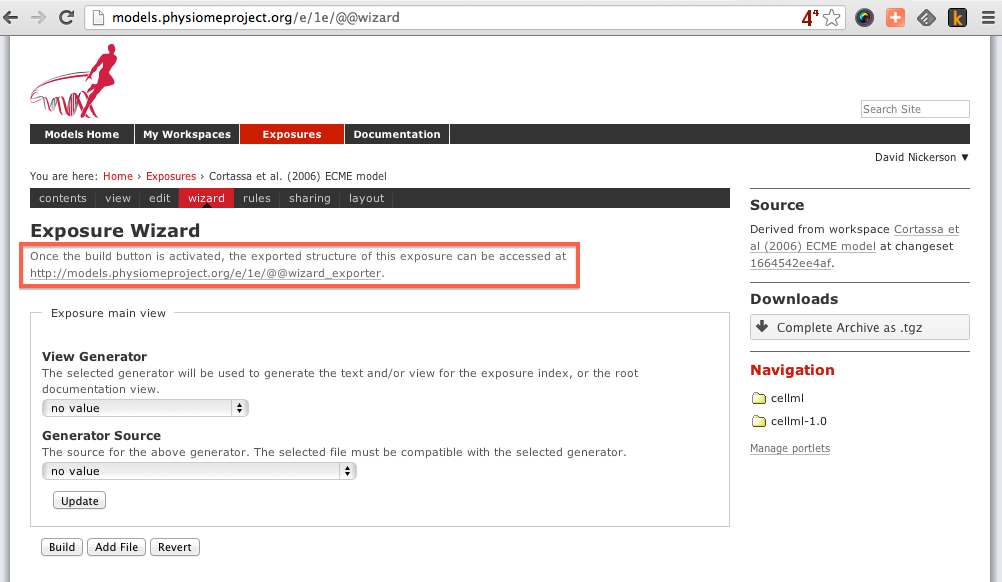 models.physiomeproject.org/e/1e/@@wizard
4⁴
k
Search Site
Models Home My Workspaces Exposures Documentation
David Nickerson ▼
You are here: Home › Exposures › Cortassa et al. (2006) ECME model
contents view edit wizard rules sharing layout
Exposure Wizard
Once the build button is activated, the exported structure of this exposure can be accessed at
http://models.physiomeproject.org/e/1e/@@wizard_exporter.
Exposure main view
View Generator
The selected generator will be used to generate the text and/or view for the exposure index, or the root
documentation view.
no value
Generator Source
The source for the above generator. The selected file must be compatible with the selected generator.
no value
Update
Build Add File Revert
Source
Derived from workspace Cortassa et
al (2006) ECME model at changeset
1664542ee4af.
Downloads
Complete Archive as .tgz
Navigation
cellml
cellml-1.0
Manage portlets